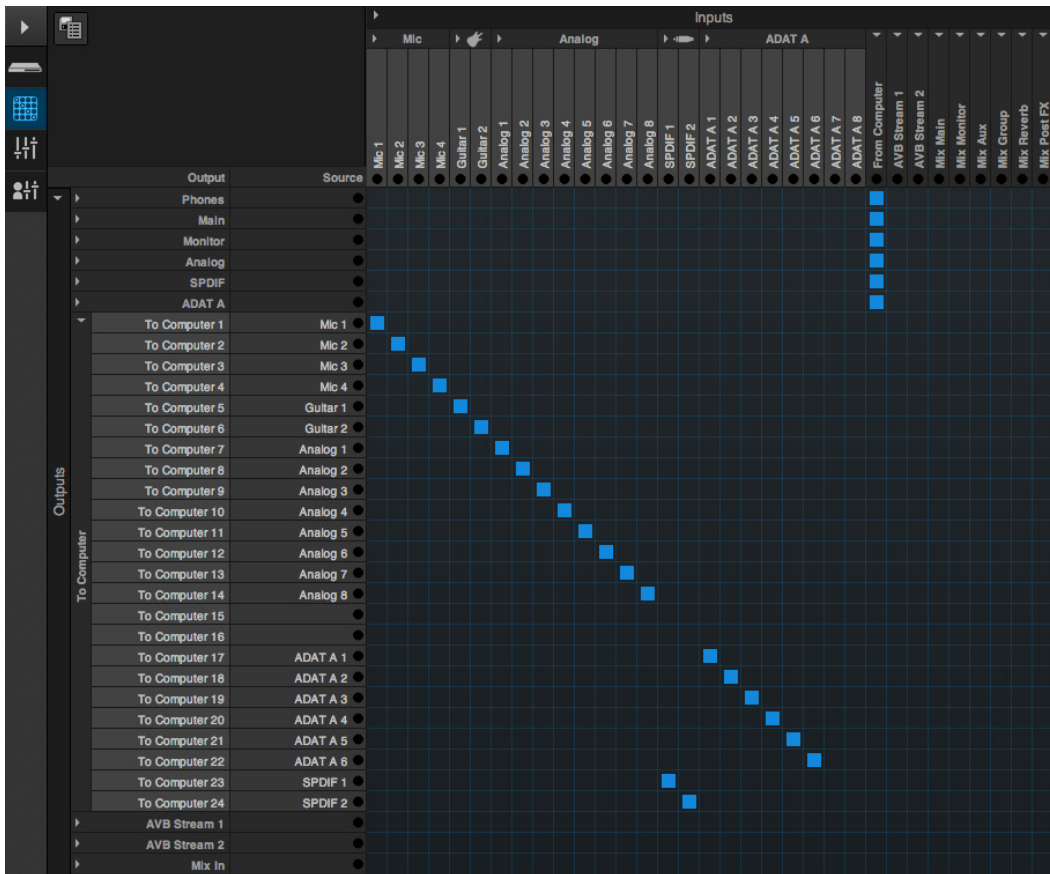 Inputs
Mic Analog ADAT A
Mic 1
Mic 2
Mic 3
Mic 4
Guitar 1
Guitar 2
Analog 1
Analog 2
Analog 3
Analog 4
Analog 5
Analog 6
Analog 7
Analog 8
SPDIF 1
SPDIF 2
ADAT A 1
ADAT A 2
ADAT A 3
ADAT A 4
ADAT A 5
ADAT A 6
ADAT A 7
ADAT A 8
From Computer
AVB Stream 1
AVB Stream 2
Mix Main
Mix Monitor
Mix Aux
Mix Group
Mix Reverb
Mix Post FX
Output Source
Outputs
Phones
Main
Monitor
Analog
SPDIF
ADAT A
To Computer
To Computer 1 Mic 1
To Computer 2 Mic 2
To Computer 3 Mic 3
To Computer 4 Mic 4
To Computer 5 Guitar 1
To Computer 6 Guitar 2
To Computer 7 Analog 1
To Computer 8 Analog 2
To Computer 9 Analog 3
To Computer 10 Analog 4
To Computer 11 Analog 5
To Computer 12 Analog 6
To Computer 13 Analog 7
To Computer 14 Analog 8
To Computer 15
To Computer 16
To Computer 17 ADAT A 1
To Computer 18 ADAT A 2
To Computer 19 ADAT A 3
To Computer 20 ADAT A 4
To Computer 21 ADAT A 5
To Computer 22 ADAT A 6
To Computer 23 SPDIF 1
To Computer 24 SPDIF 2
AVB Stream 1
AVB Stream 2
Mix In